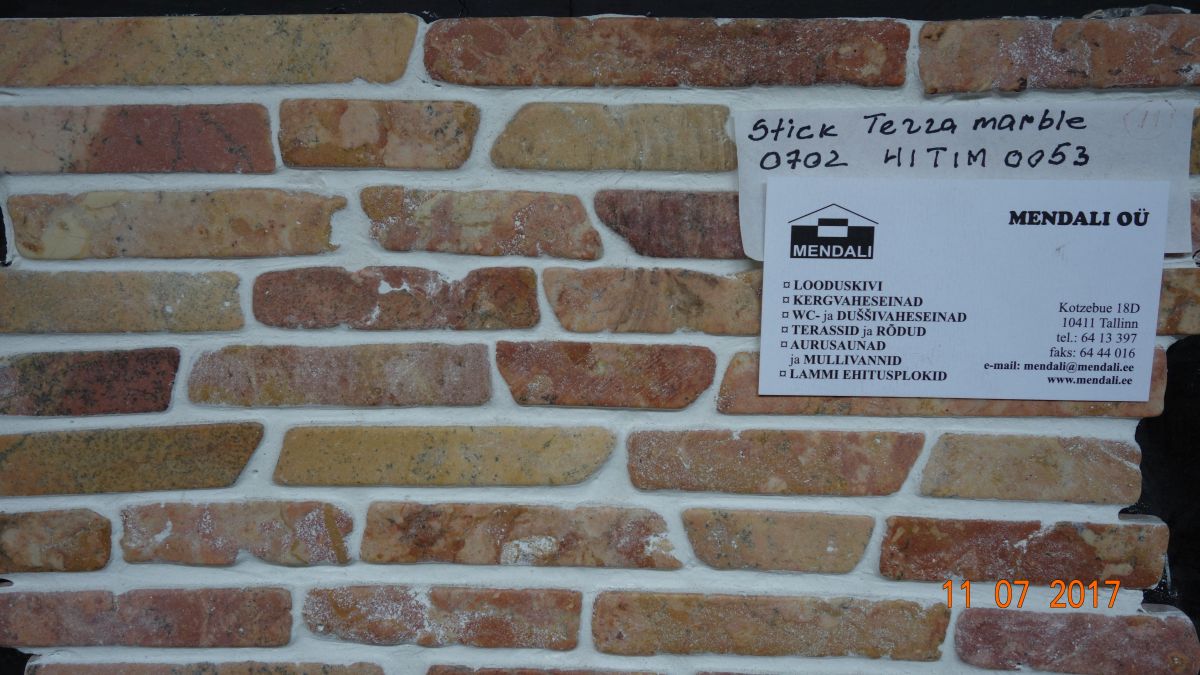 Stick Tezza marble
0702 HITIM 0053
MENDALI
MENDALI OÜ
¤ LOODUSKIVI
¤ KERGVAHESEINAD
¤ WC- ja DUŠŠIVAHESEINAD
¤ TERASSID ja RÕDUD
¤ AURUSAUNAD
ja MULLIVANNID
¤ LAMMI EHITUSPLOKID
Kotzebue 18D
10411 Tallinn
tel.: 64 13 397
faks: 64 44 016
e-mail: mendali@mendali.ee
www.mendali.ee
11 07 2017